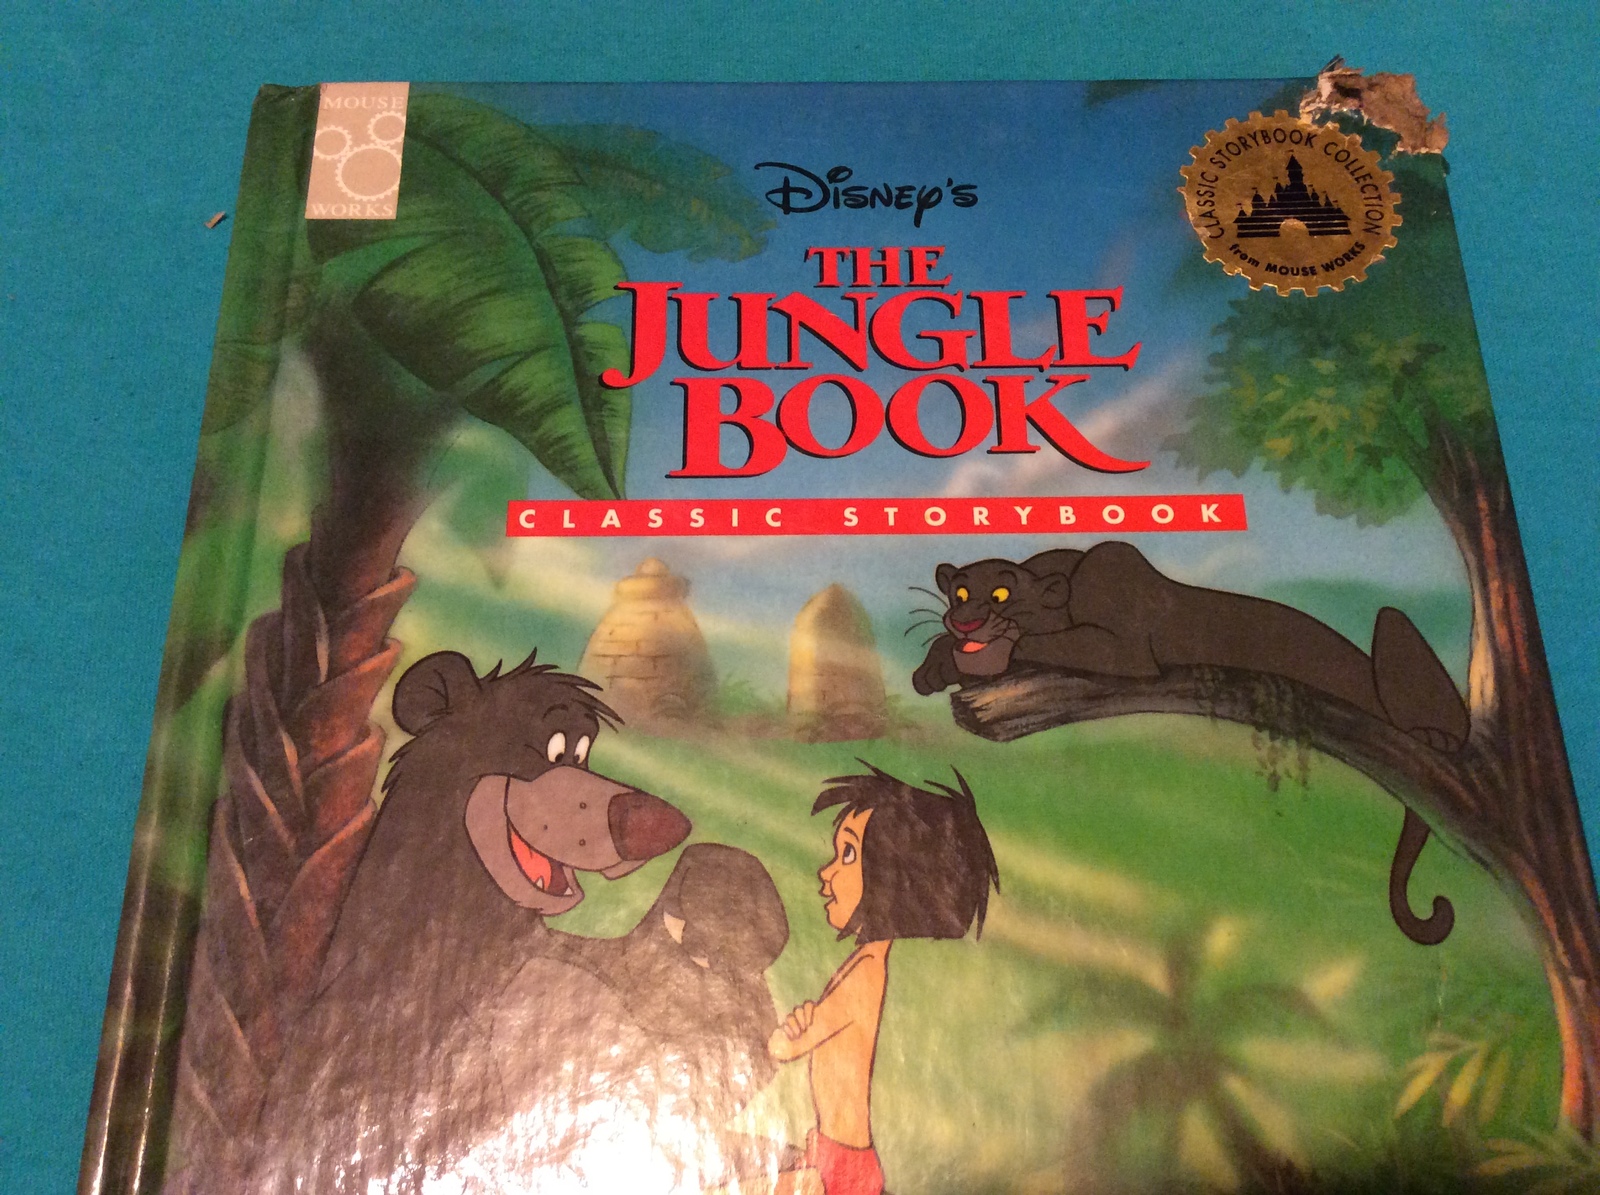 MOUSE
WORKS
CLASSIC STORYBOOK COLLECTION
from MOUSE WORKS
DISNEY'S
THE
JUNGLE
BOOK
CLASSIC STORYBOOK